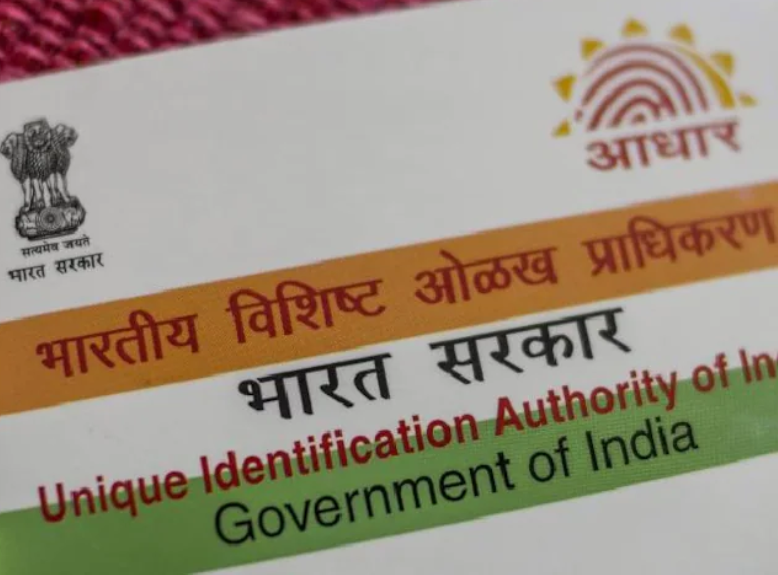 आधार
सत्यमेव जयते
भारत सरकार
भारतीय विशिष्ट ओळख प्राधिकरण
भारत सरकार
Unique Identification Authority of In
Government of India